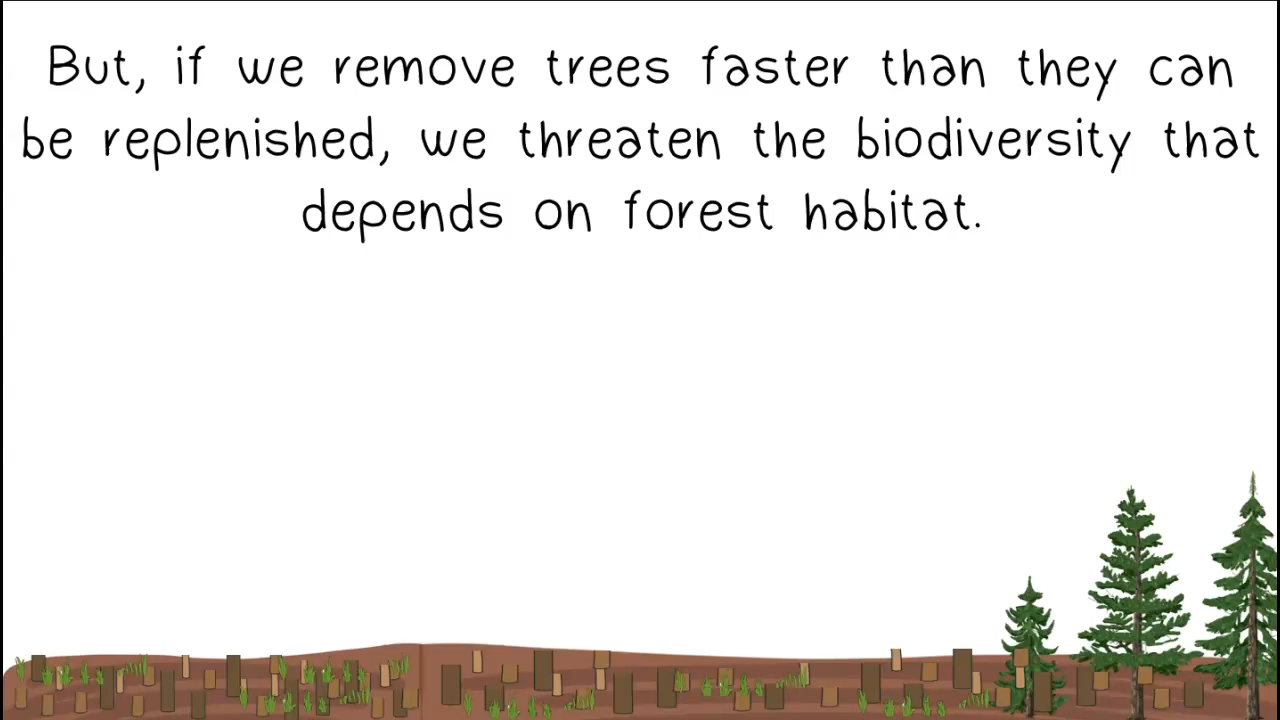 But, if we remove trees faster than they can
be replenished, we threaten the biodiversity that
depends on forest habitat.